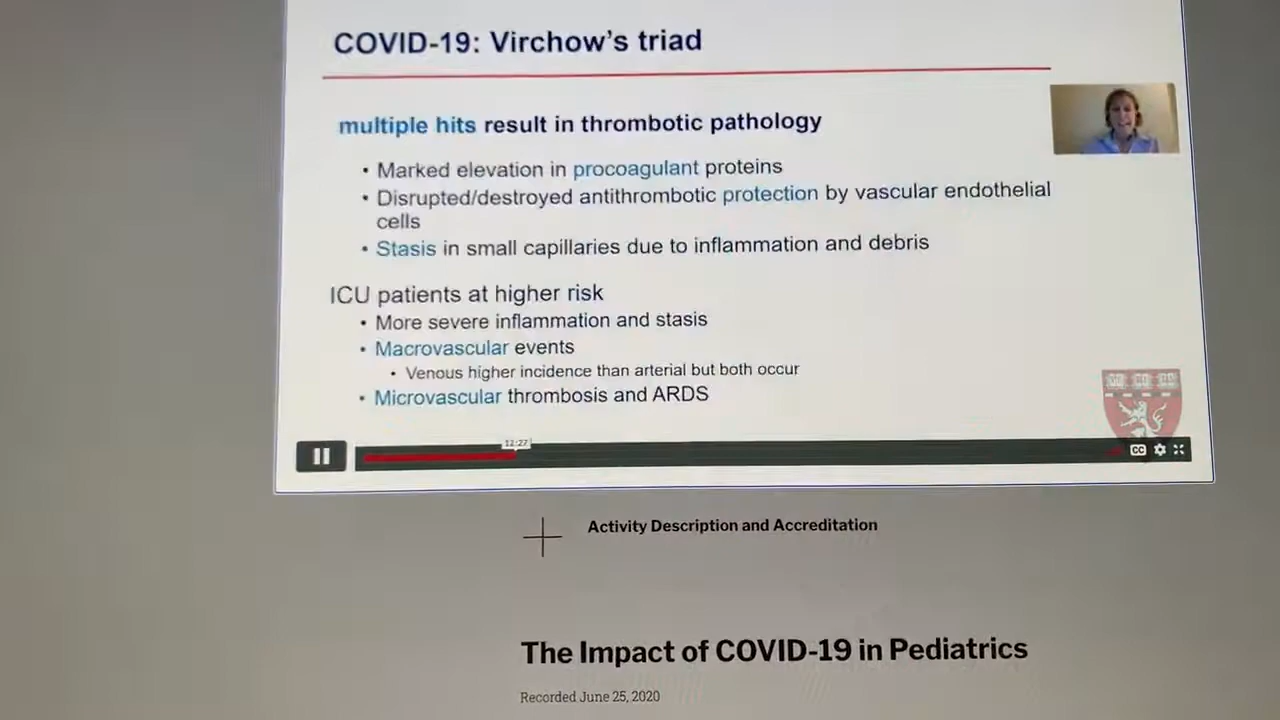 COVID-19: Virchow's triad
multiple hits result in thrombotic pathology
• Marked elevation in procoagulant proteins
• Disrupted/destroyed antithrombotic protection by vascular endothelial
cells
• Stasis in small capillaries due to inflammation and debris
ICU patients at higher risk
• More severe inflammation and stasis
• Macrovascular events
• Venous higher incidence than arterial but both occur
• Microvascular thrombosis and ARDS
12:27
CC
Activity Description and Accreditation
The Impact of COVID-19 in Pediatrics
Recorded June 25, 2020